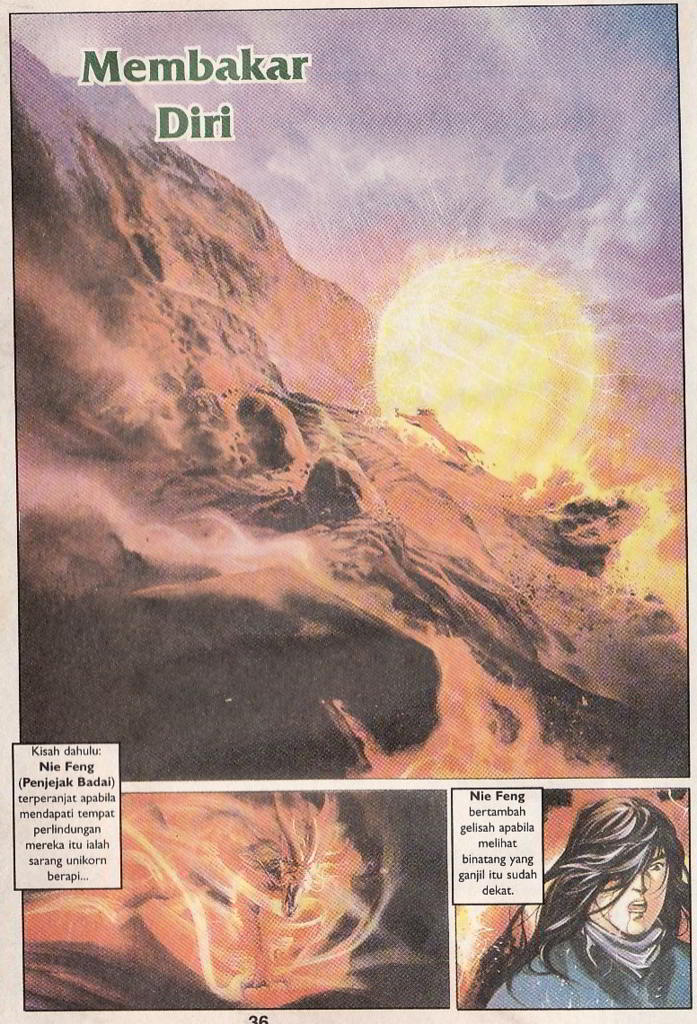 Membakar
Diri
Kisah dahulu:
Nie Feng
(Penjejak Badai)
terperanjat apabila
mendapati tempat
perlindungan
mereka itu ialah
sarang unikorn
berapi...
Nie Feng
bertambah
gelisah apabila
melihat
binatang yang
ganjil itu sudah
dekat.
36